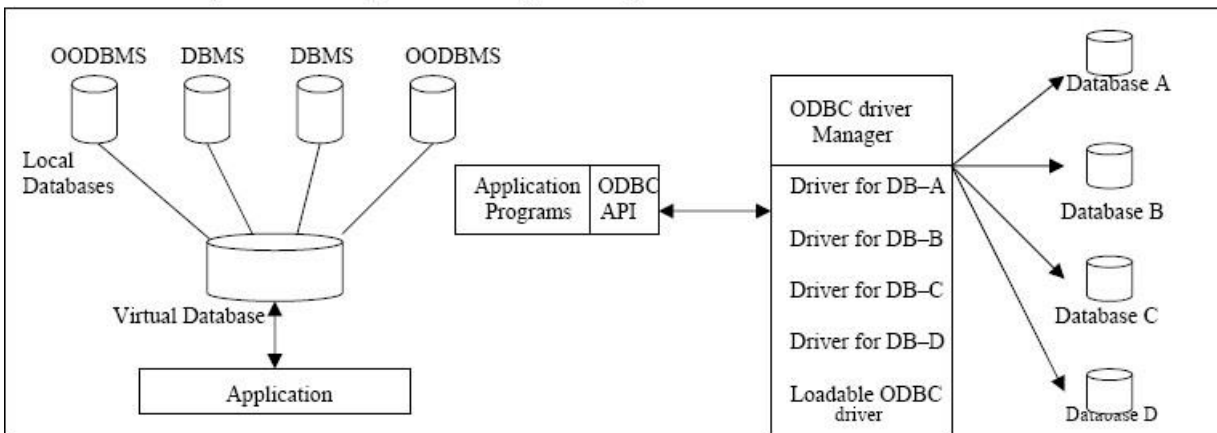 OODBMS DBMS DBMS OODBMS
Local
Databases
Virtual Database
Application
Application
Programs
ODBC
API
ODBC driver
Manager
Driver for DB–A
Driver for DB–B
Driver for DB–C
Driver for DB–D
Loadable ODBC
driver
Database A
Database B
Database C
Database D